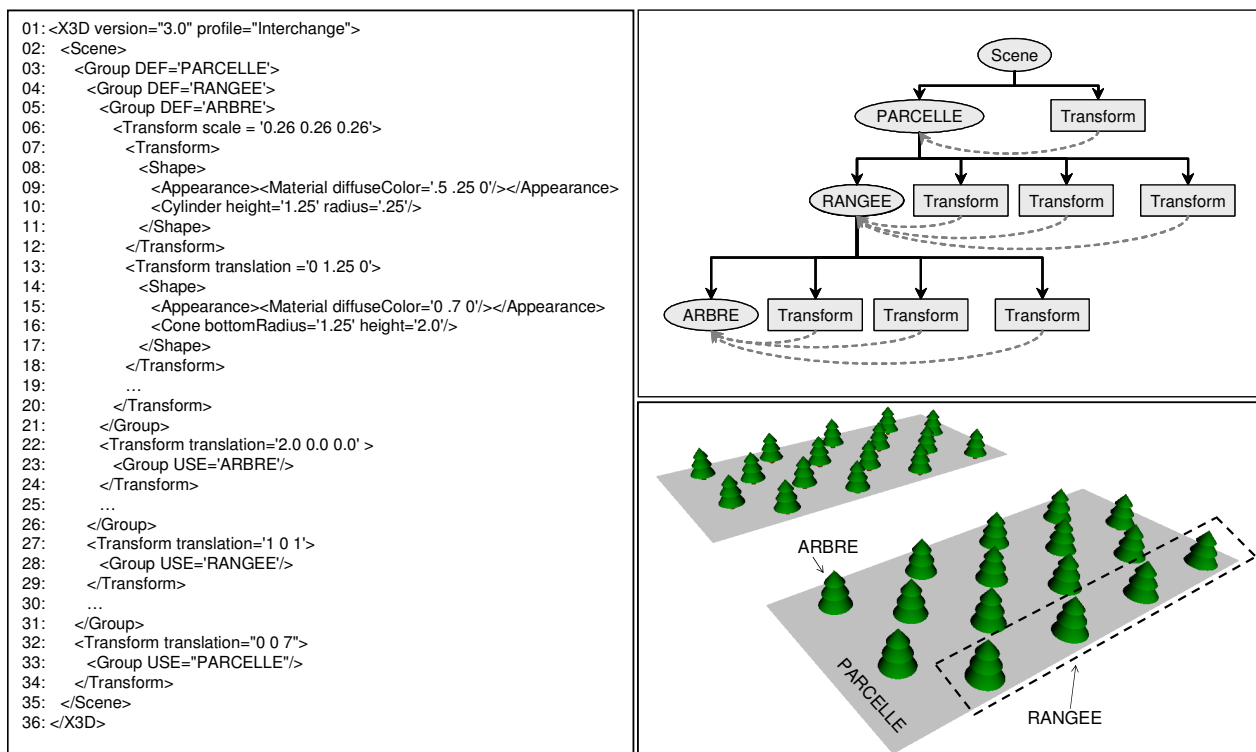 01: <X3D version="3.0" profile="Interchange">
02: <Scene>
03: <Group DEF='PARCELLE'>
04: <Group DEF='RANGEE'>
05: <Group DEF='ARBRE'>
06: <Transform scale = '0.26 0.26 0.26'>
07: <Transform>
08: <Shape>
09: <Appearance><Material diffuseColor='.5 .25 0'/></Appearance>
10: <Cylinder height='1.25' radius='.25'/>
11: </Shape>
12: </Transform>
13: <Transform translation ='0 1.25 0'>
14: <Shape>
15: <Appearance><Material diffuseColor='0 .7 0'/></Appearance>
16: <Cone bottomRadius='1.25' height='2.0'/>
17: </Shape>
18: </Transform>
19: …
20: </Transform>
21: </Group>
22: <Transform translation='2.0 0.0 0.0' >
23: <Group USE='ARBRE'/>
24: </Transform>
25: …
26: </Group>
27: <Transform translation='1 0 1'>
28: <Group USE='RANGEE'/>
29: </Transform>
30: …
31: </Group>
32: <Transform translation="0 0 7">
33: <Group USE="PARCELLE"/>
34: </Transform>
35: </Scene>
36: </X3D>
Scene
PARCELLE Transform
RANGEE Transform Transform Transform
ARBRE Transform Transform Transform
ARBRE
PARCELLE
RANGEE